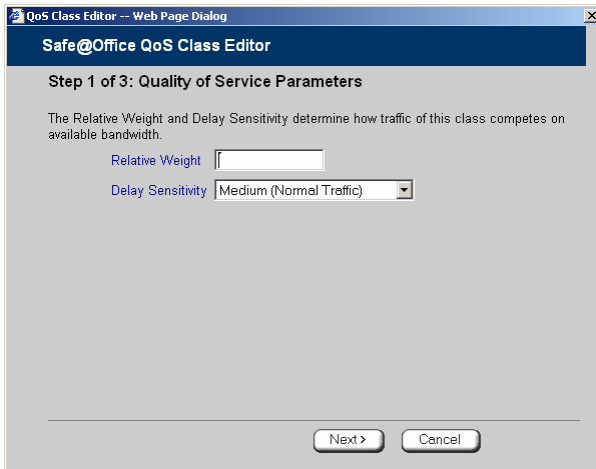 QoS Class Editor -- Web Page Dialog
Safe@Office QoS Class Editor
Step 1 of 3: Quality of Service Parameters
The Relative Weight and Delay Sensitivity determine how traffic of this class competes on
available bandwidth.
Relative Weight
Delay Sensitivity Medium (Normal Traffic)
Next> Cancel